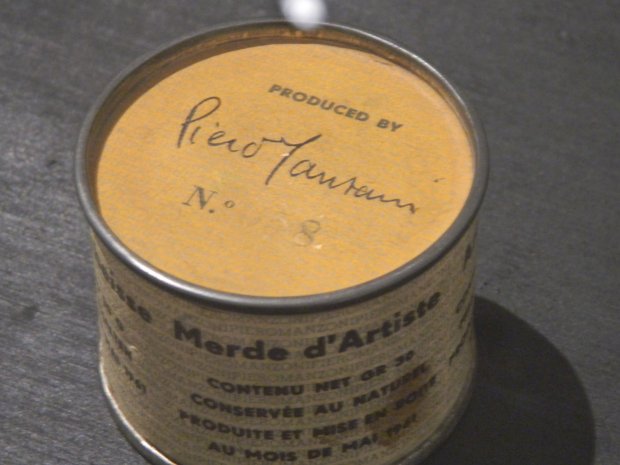 PRODUCED BY
Piero Manzoni
N.° 8
Merde d'Artiste
CONTENU NET GR 30
CONSERVÉE AU NATUREL
PRODUITE ET MISE EN BOITE
AU MOIS DE MAI 1961